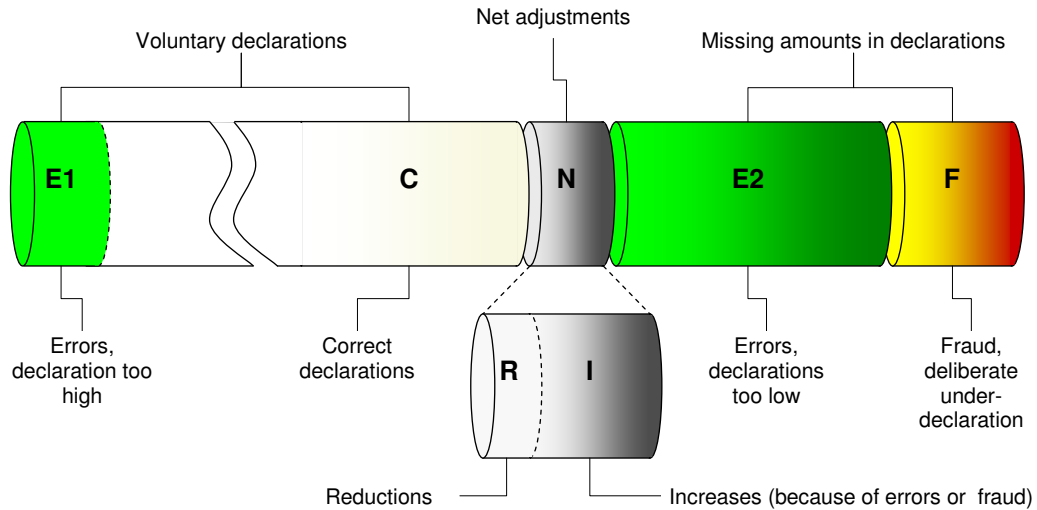 Net adjustments
Voluntary declarations
Missing amounts in declarations
E1
C
N
E2
F
Errors,
declaration too
high
Correct
declarations
R
I
Errors,
declarations
too low
Fraud,
deliberate
under-
declaration
Reductions
Increases (because of errors or fraud)